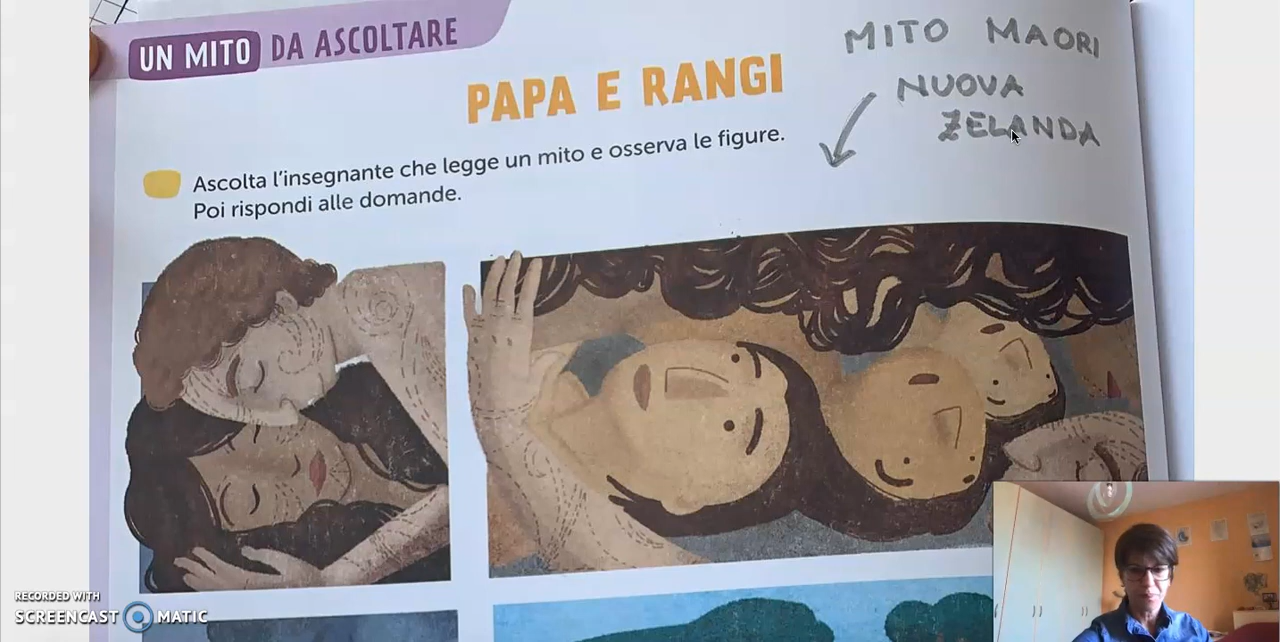 UN MITO DA ASCOLTARE
PAPA E RANGI
MITO MAORI
NUOVA
ZELANDA
Ascolta l'insegnante che legge un mito e osserva le figure.
Poi rispondi alle domande.
RECORDED WITH
SCREENCAST MATIC